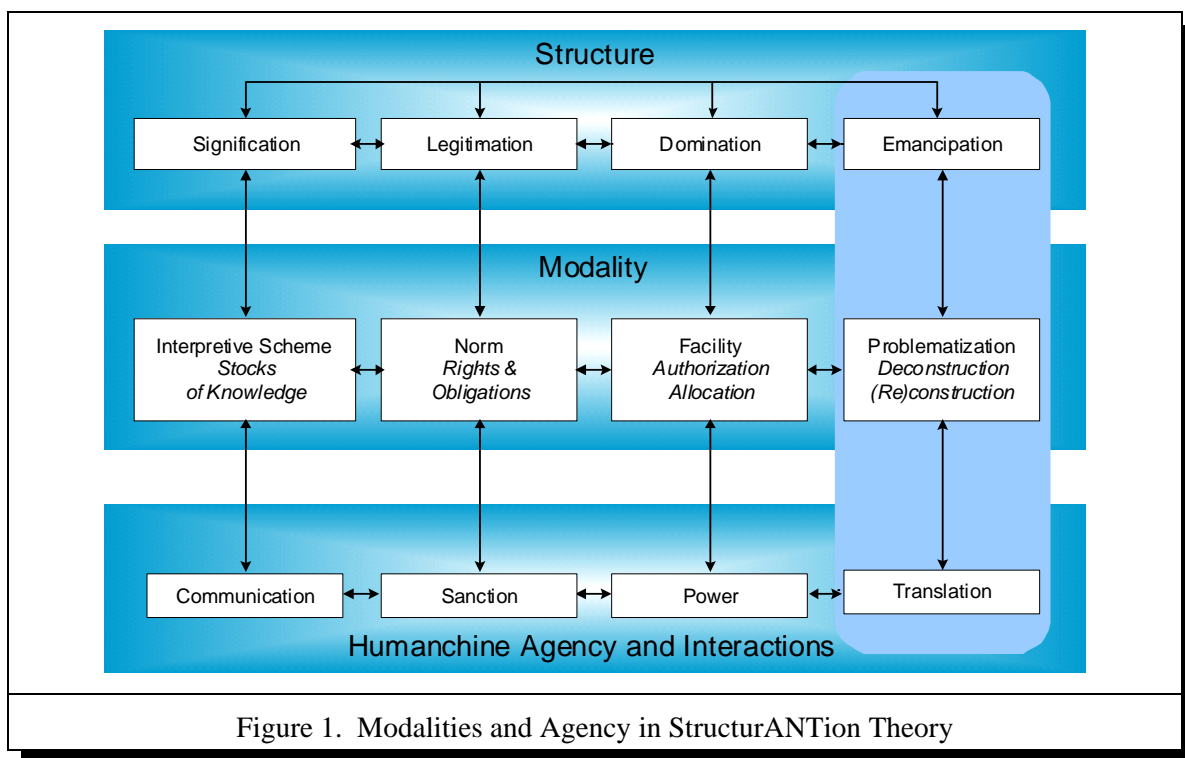 Structure
Signification
Legitimation
Domination
Emancipation
Modality
Interpretive Scheme
Stocks
of Knowledge
Norm
Rights &
Obligations
Facility
Authorization
Allocation
Problematization
Deconstruction
(Re)construction
Communication
Sanction
Power
Translation
Humanchine Agency and Interactions
Figure 1. Modalities and Agency in StructurANTion Theory